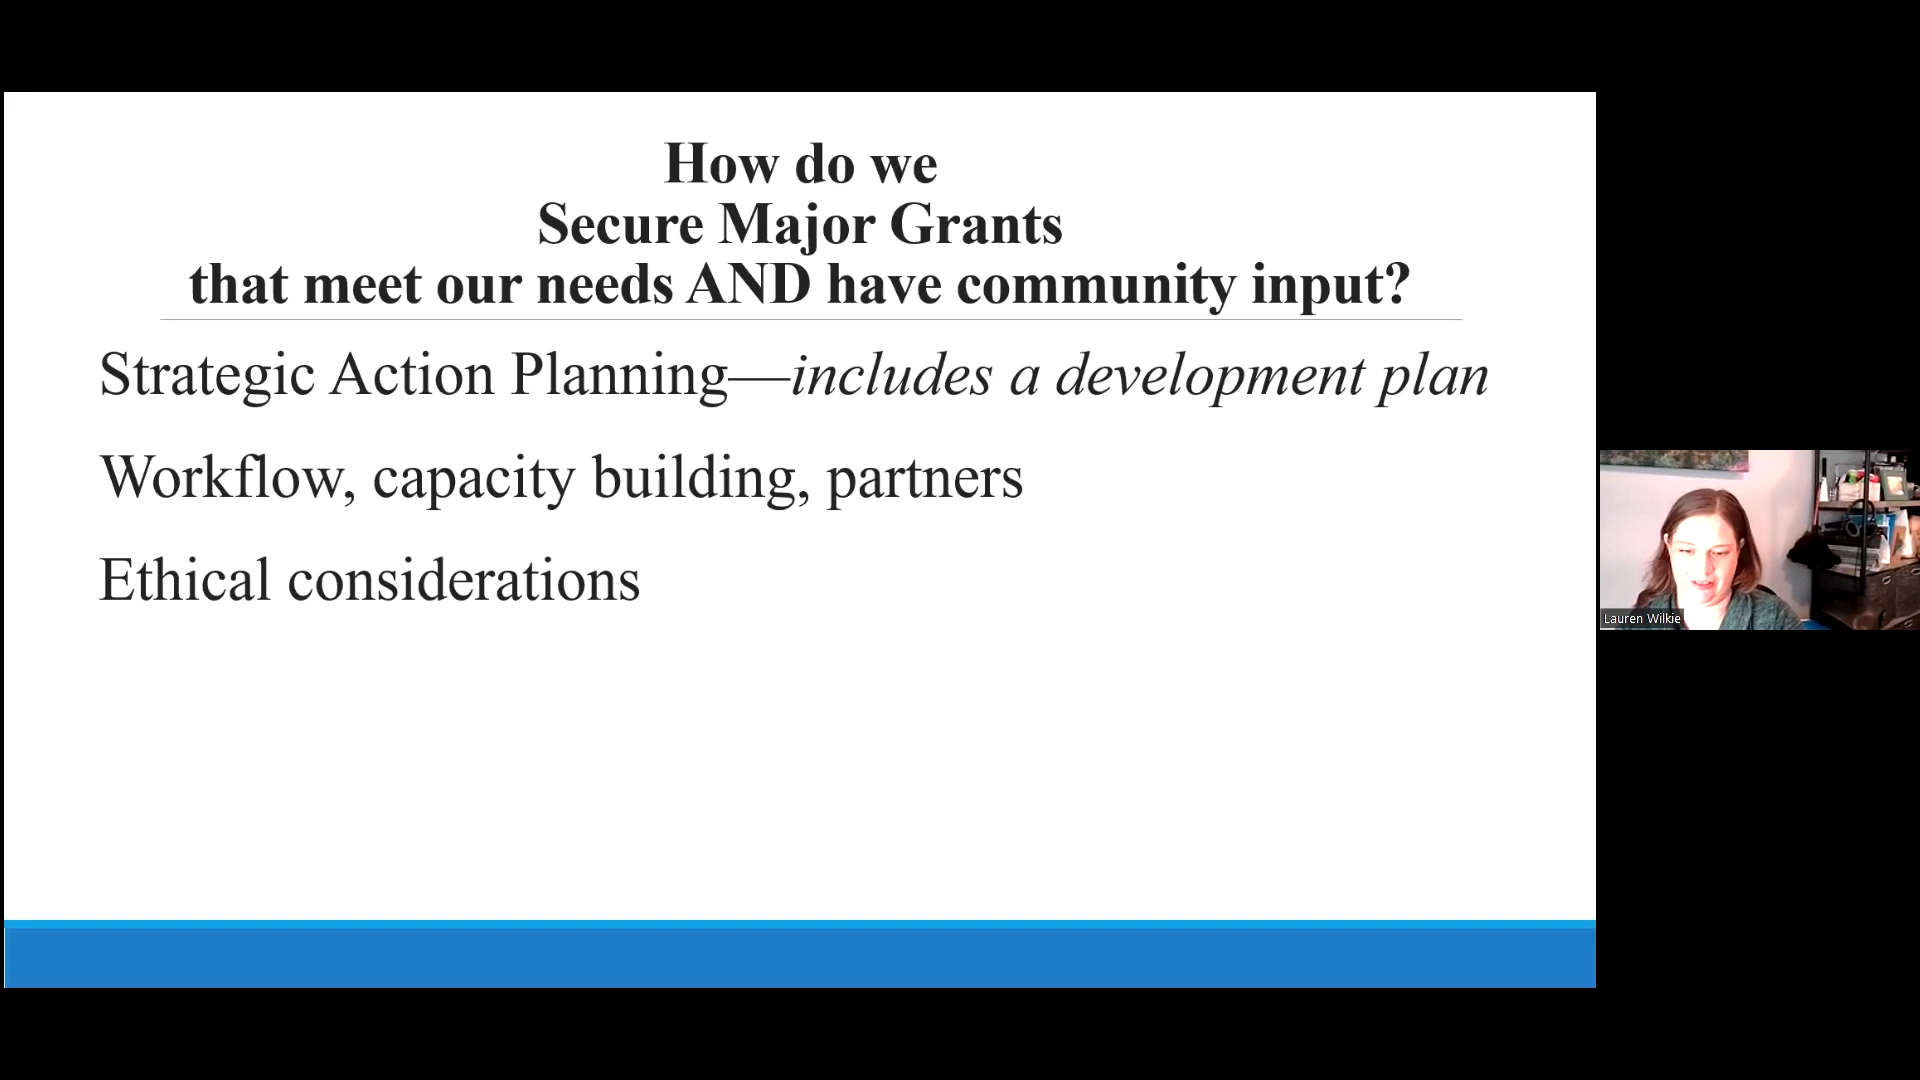 How do we
Secure Major Grants
that meet our needs AND have community input?
Strategic Action Planning—includes a development plan
Workflow, capacity building, partners
Ethical considerations
Lauren Wilkie